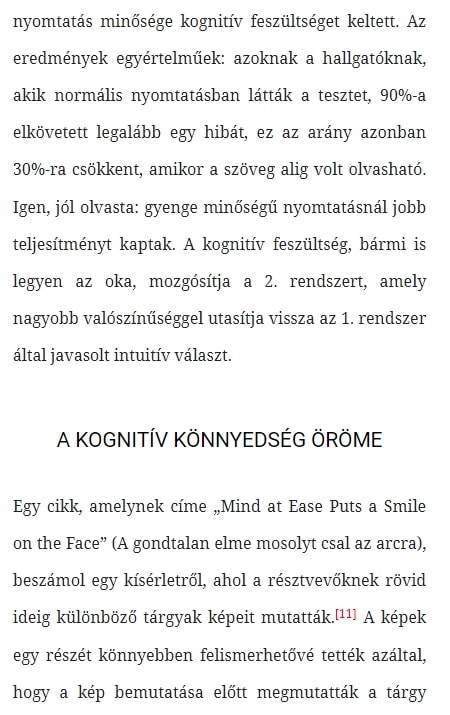 nyomtatás minősége kognitív feszültséget keltett. Az
eredmények egyértelműek: azoknak a hallgatóknak,
akik normális nyomtatásban látták a tesztet, 90%-a
elkövetett legalább egy hibát, ez az arány azonban
30%-ra csökkent, amikor a szöveg alig volt olvasható.
Igen, jól olvasta: gyenge minőségű nyomtatásnál jobb
teljesítményt kaptak. A kognitív feszültség, bármi is
legyen az oka, mozgósítja a 2. rendszert, amely
nagyobb valószínűséggel utasítja vissza az 1. rendszer
által javasolt intuitív választ.
A KOGNITÍV KÖNNYEDSÉG ÖRÖME
Egy cikk, amelynek címe „Mind at Ease Puts a Smile
on the Face” (A gondtalan elme mosolyt csal az arcra),
beszámol egy kísérletről, ahol a résztvevőknek rövid
ideig különböző tárgyak képeit mutatták.[11] A képek
egy részét könnyebben felismerhetővé tették azáltal,
hogy a kép bemutatása előtt megmutatták a tárgy